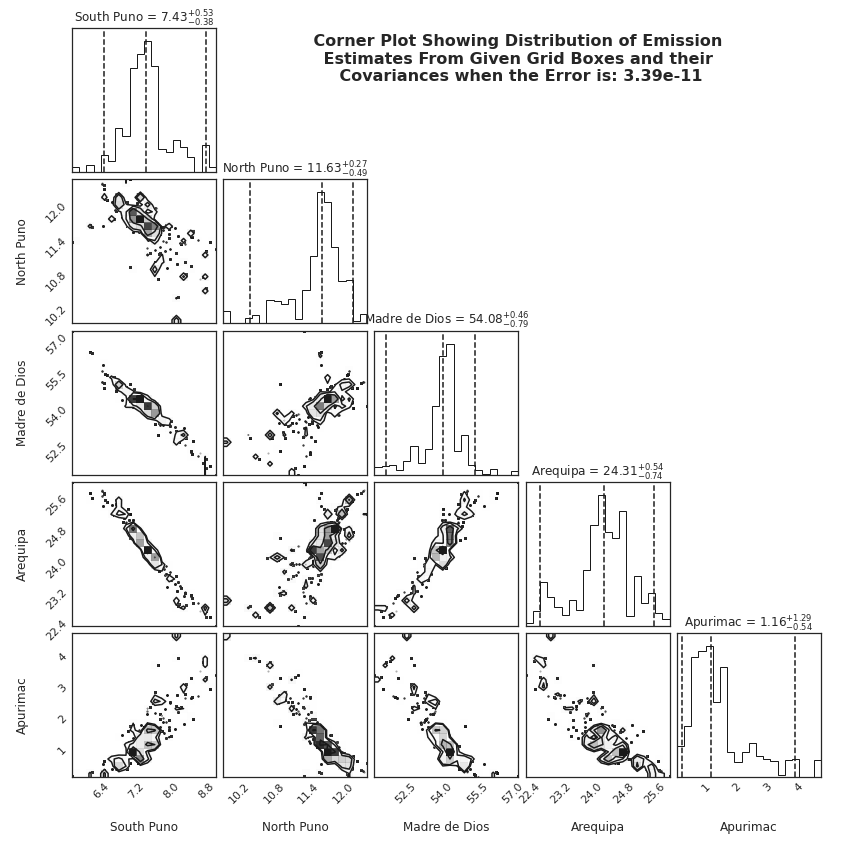 South Puno = 7.43+0.53 −0.38
Corner Plot Showing Distribution of Emission
Estimates From Given Grid Boxes and their
Covariances when the Error is: 3.39e-11
North Puno = 11.63+0.27 −0.49
North Puno
12.0
11.4
10.8
10.2
Madre de Dios = 54.08+0.46 −0.79
Madre de Dios
57.0
55.5
54.0
52.5
Arequipa = 24.31+0.54 −0.74
Arequipa
25.6
24.8
24.0
23.2
22.4
Apurimac = 1.16+1.29 −0.54
Apurimac
4
3
2
1
6.4 7.2 8.0 8.8 10.2 10.8 11.4 12.0 52.5 54.0 55.5 57.0 22.4 23.2 24.0 24.8 25.6 1 2 3 4
South Puno North Puno Madre de Dios Arequipa Apurimac